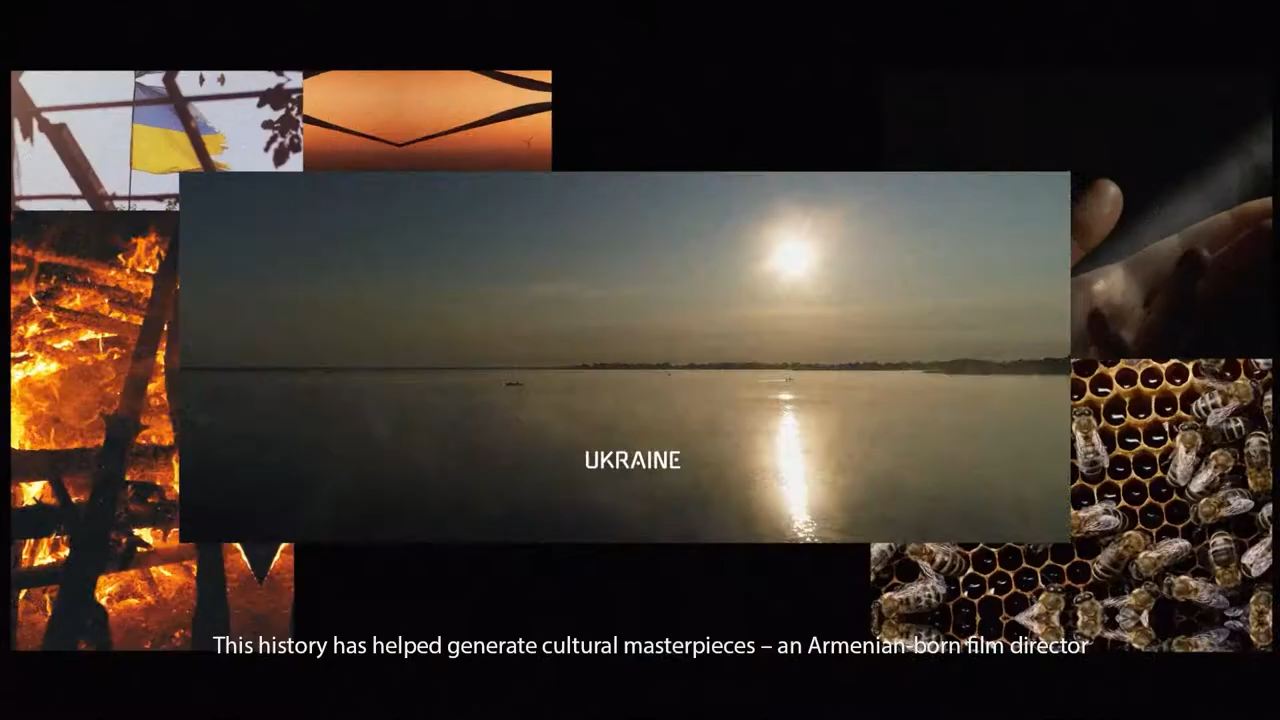 UKRAINE
This history has helped generate cultural masterpieces – an Armenian-born film director